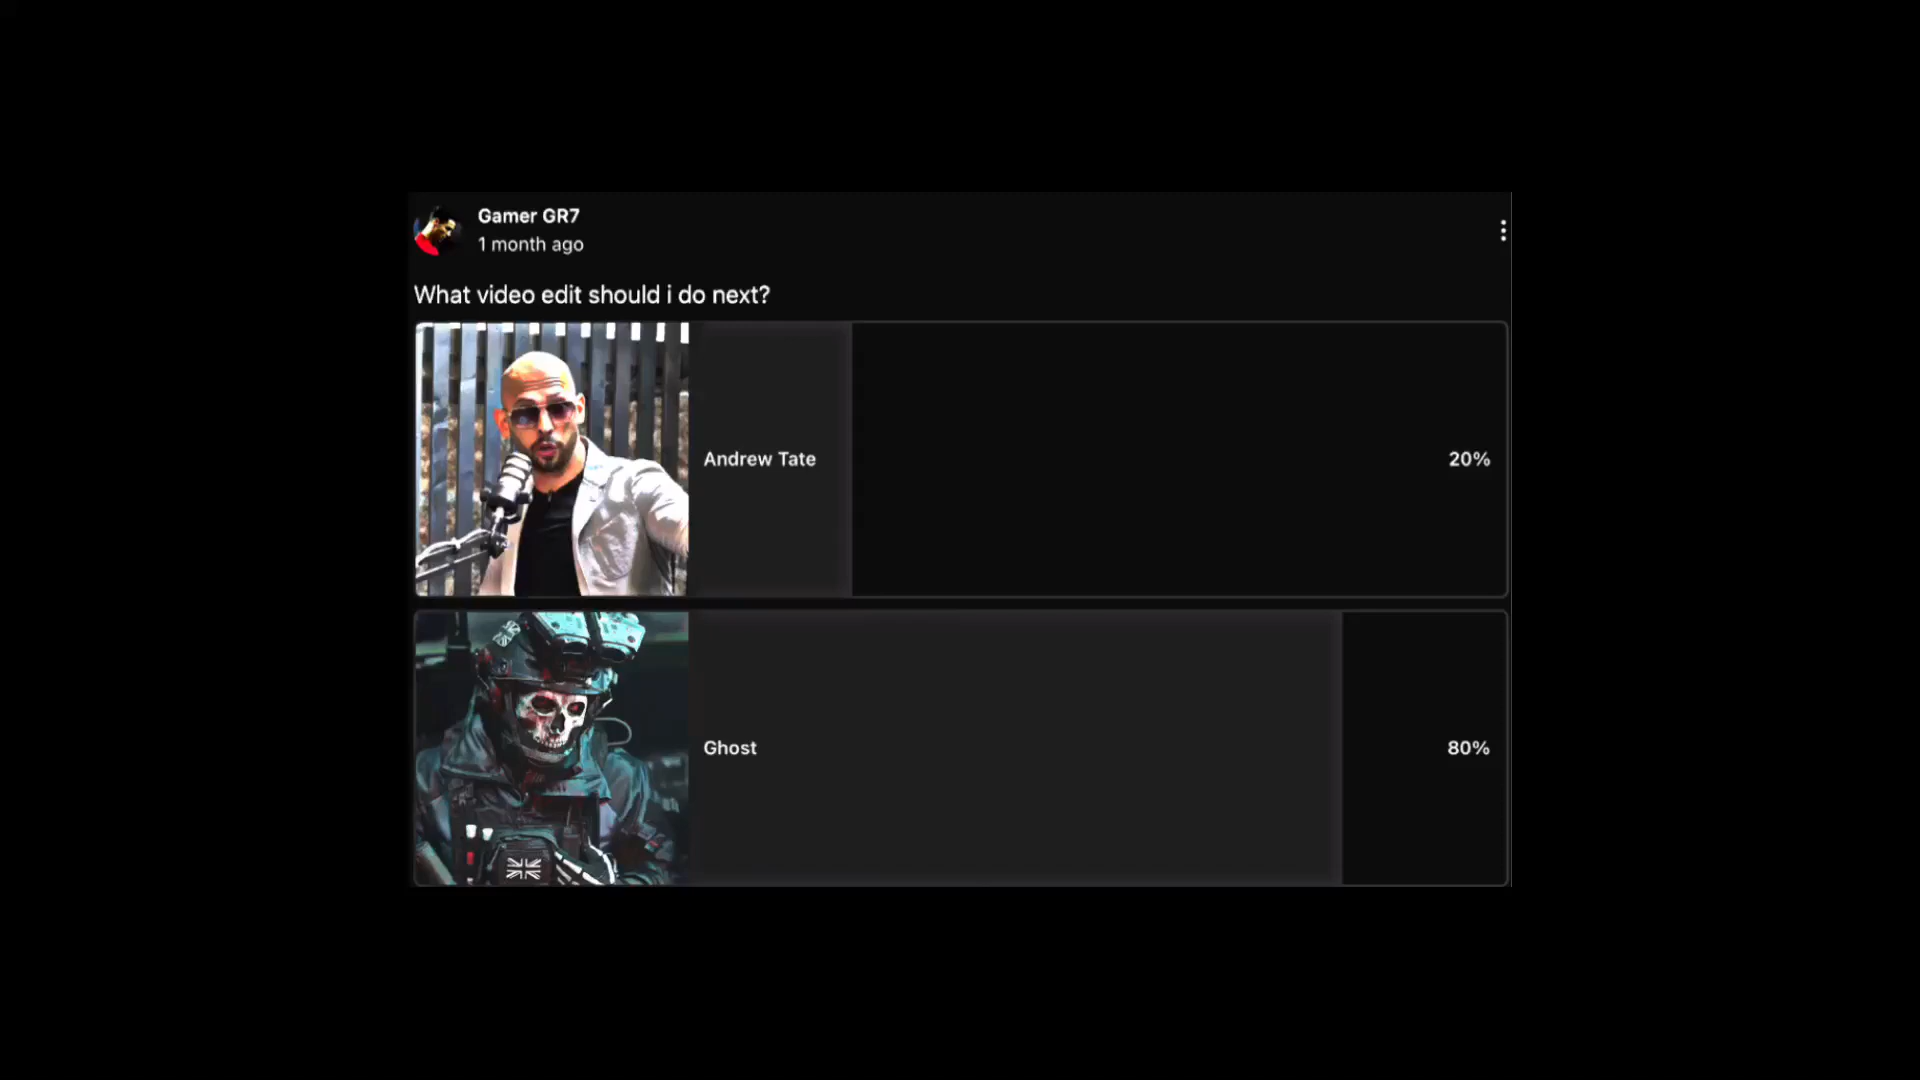 Gamer GR7
1 month ago
What video edit should i do next?
Andrew Tate
20%
Ghost
80%